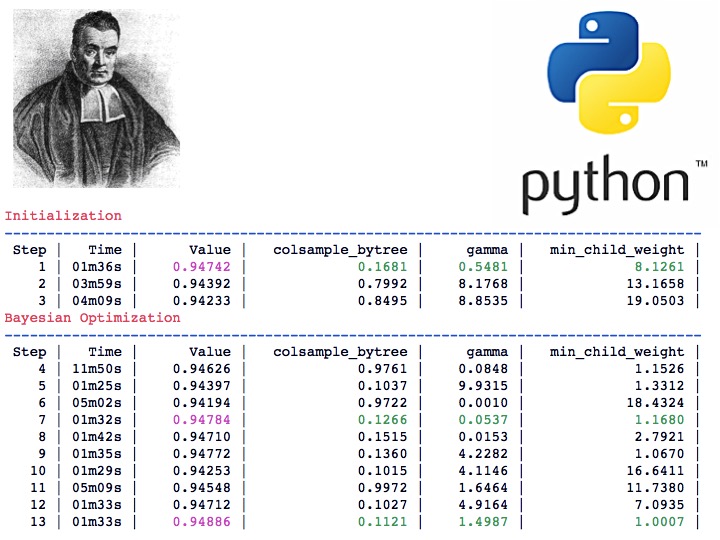 python™
Initialization
Step | Time | Value | colsample_bytree | gamma | min_child_weight |
1 | 01m36s | 0.94742 | 0.1681 | 0.5481 | 8.1261 |
2 | 03m59s | 0.94392 | 0.7992 | 8.1768 | 13.1658 |
3 | 04m09s | 0.94233 | 0.8495 | 8.8535 | 19.0503 |
Bayesian Optimization
Step | Time | Value | colsample_bytree | gamma | min_child_weight |
4 | 11m50s | 0.94626 | 0.9761 | 0.0848 | 1.1526 |
5 | 01m25s | 0.94397 | 0.1037 | 9.9315 | 1.3312 |
6 | 05m02s | 0.94194 | 0.9722 | 0.0010 | 18.4324 |
7 | 01m32s | 0.94784 | 0.1266 | 0.0537 | 1.1680 |
8 | 01m42s | 0.94710 | 0.1515 | 0.0153 | 2.7921 |
9 | 01m35s | 0.94772 | 0.1360 | 4.2282 | 1.0670 |
10 | 01m29s | 0.94253 | 0.1015 | 4.1146 | 16.6411 |
11 | 05m09s | 0.94548 | 0.9972 | 1.6464 | 11.7380 |
12 | 01m33s | 0.94712 | 0.1027 | 4.9164 | 7.0935 |
13 | 01m33s | 0.94886 | 0.1121 | 1.4987 | 1.0007 |